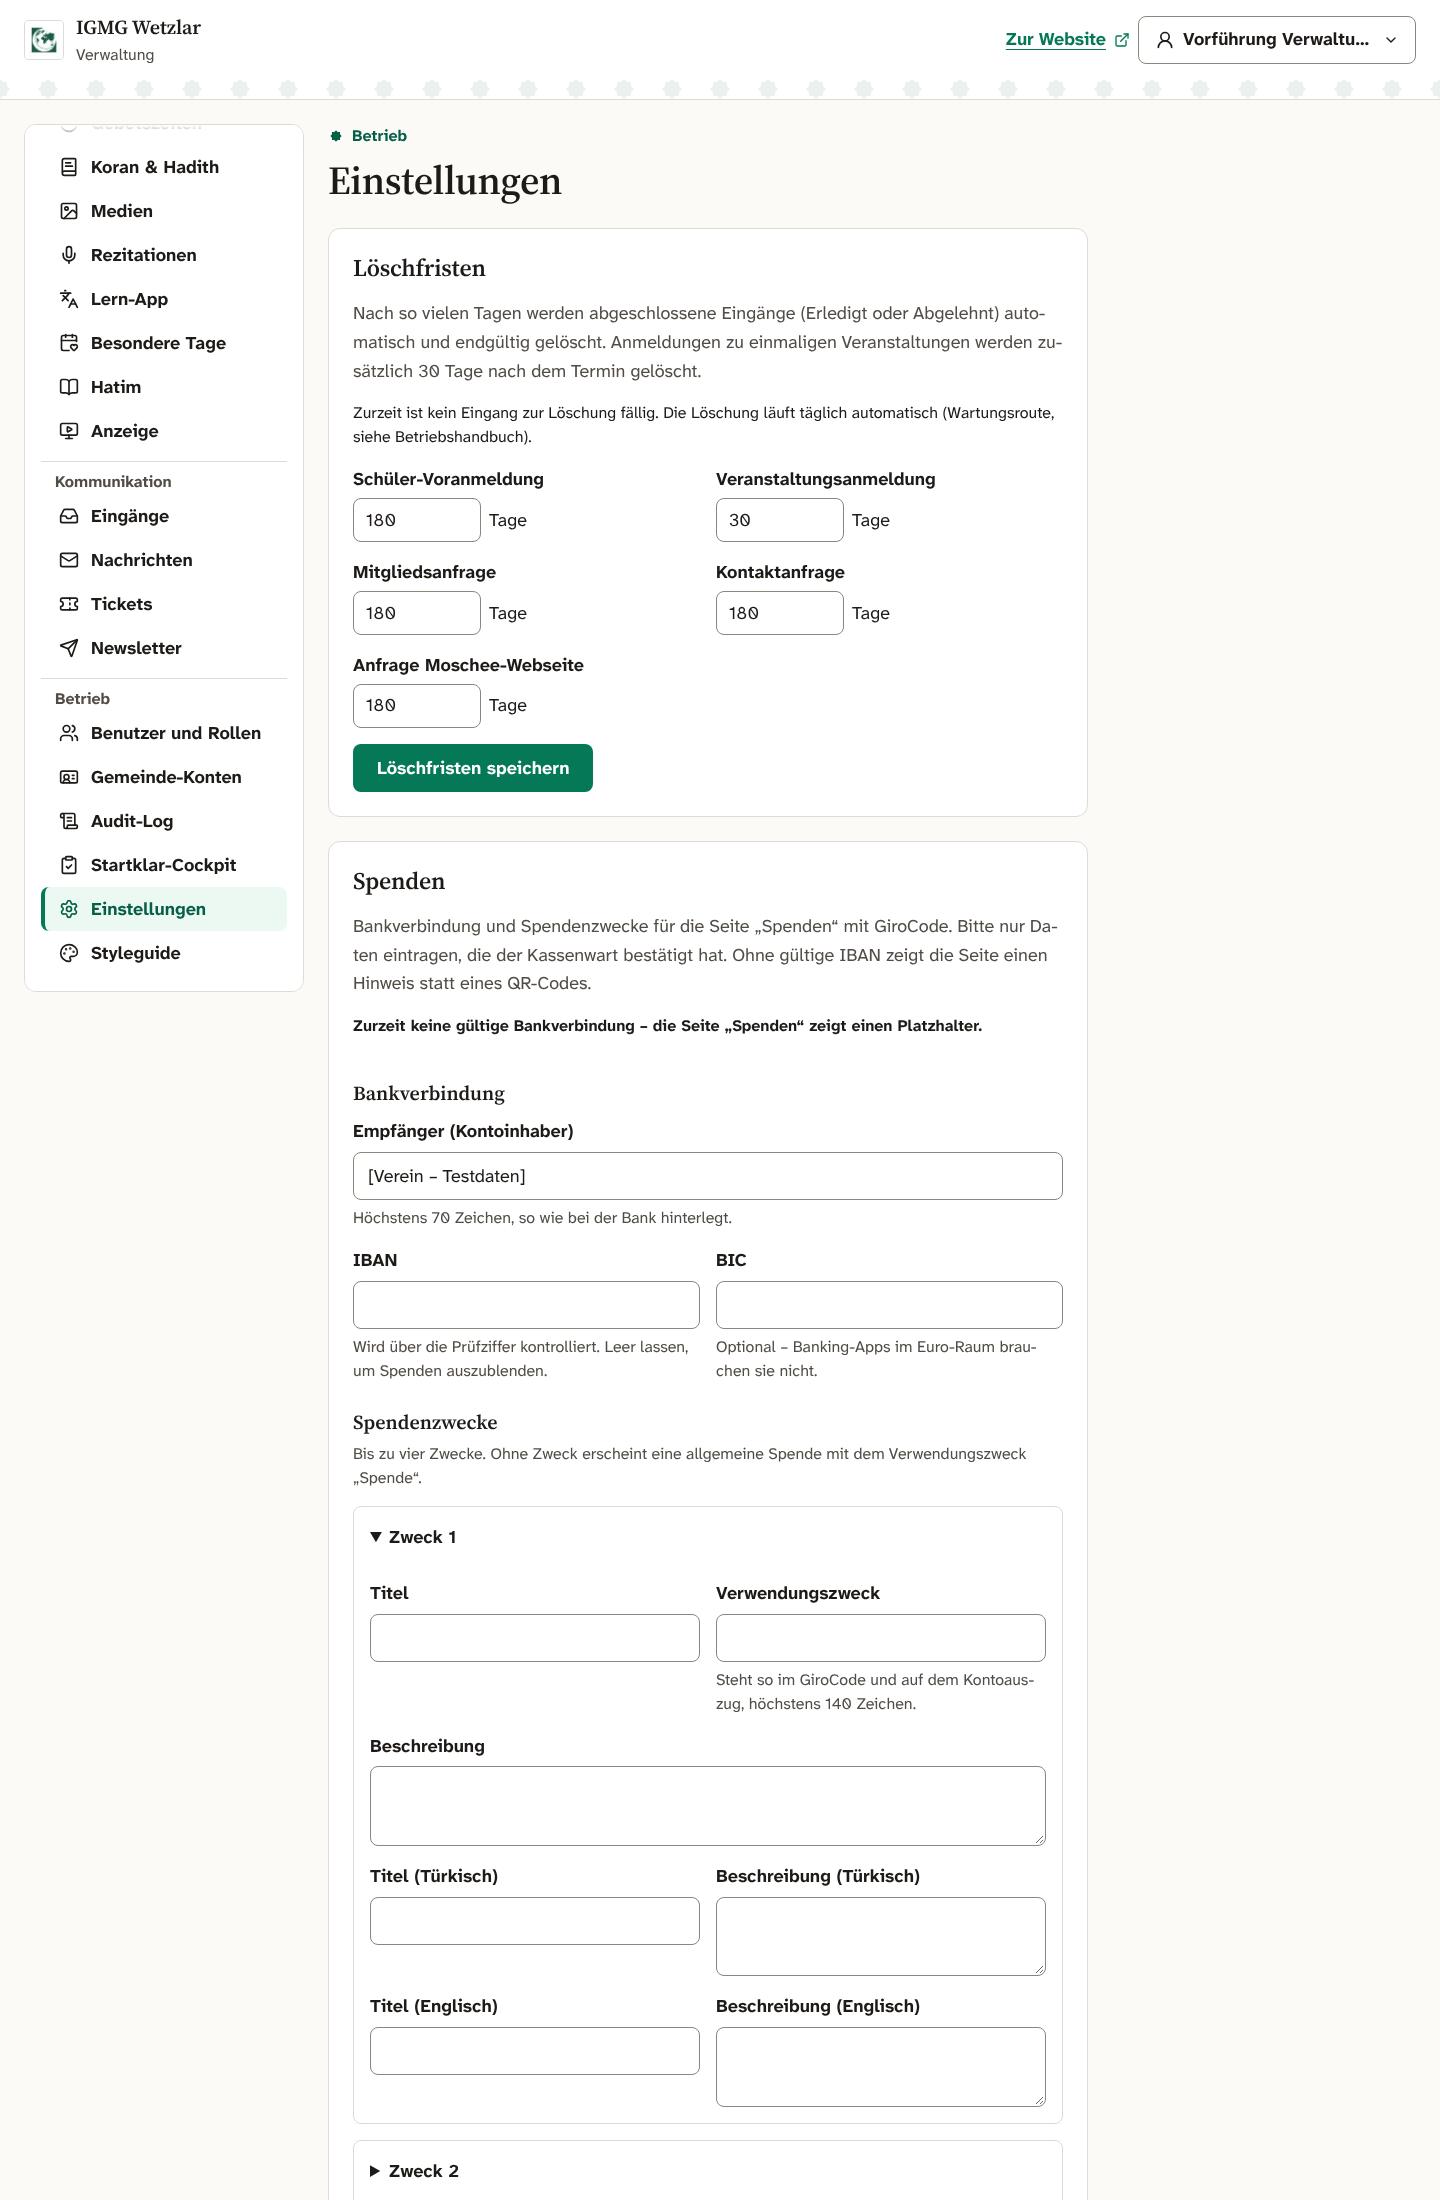 IGMG Wetzlar
Verwaltung
Zur Website
Vorführung Verwaltu...
Gebetszeiten
Koran & Hadith
Medien
Rezitationen
Lern-App
Besondere Tage
Hatim
Anzeige
Kommunikation
Eingänge
Nachrichten
Tickets
Newsletter
Betrieb
Benutzer und Rollen
Gemeinde-Konten
Audit-Log
Startklar-Cockpit
Einstellungen
Styleguide
Betrieb
Einstellungen
Löschfristen
Nach so vielen Tagen werden abgeschlossene Eingänge (Erledigt oder Abgelehnt) auto-
matisch und endgültig gelöscht. Anmeldungen zu einmaligen Veranstaltungen werden zu-
sätzlich 30 Tage nach dem Termin gelöscht.
Zurzeit ist kein Eingang zur Löschung fällig. Die Löschung läuft täglich automatisch (Wartungsroute,
siehe Betriebshandbuch).
Schüler-Voranmeldung
180 Tage
Veranstaltungsanmeldung
30 Tage
Mitgliedsanfrage
180 Tage
Kontaktanfrage
180 Tage
Anfrage Moschee-Webseite
180 Tage
Löschfristen speichern
Spenden
Bankverbindung und Spendenzwecke für die Seite „Spenden“ mit GiroCode. Bitte nur Da-
ten eintragen, die der Kassenwart bestätigt hat. Ohne gültige IBAN zeigt die Seite einen
Hinweis statt eines QR-Codes.
Zurzeit keine gültige Bankverbindung – die Seite „Spenden“ zeigt einen Platzhalter.
Bankverbindung
Empfänger (Kontoinhaber)
[Verein – Testdaten]
Höchstens 70 Zeichen, so wie bei der Bank hinterlegt.
IBAN
Wird über die Prüfziffer kontrolliert. Leer lassen,
um Spenden auszublenden.
BIC
Optional – Banking-Apps im Euro-Raum brau-
chen sie nicht.
Spendenzwecke
Bis zu vier Zwecke. Ohne Zweck erscheint eine allgemeine Spende mit dem Verwendungszweck
„Spende“.
Zweck 1
Titel
Verwendungszweck
Steht so im GiroCode und auf dem Kontoaus-
zug, höchstens 140 Zeichen.
Beschreibung
Titel (Türkisch)
Beschreibung (Türkisch)
Titel (Englisch)
Beschreibung (Englisch)
Zweck 2